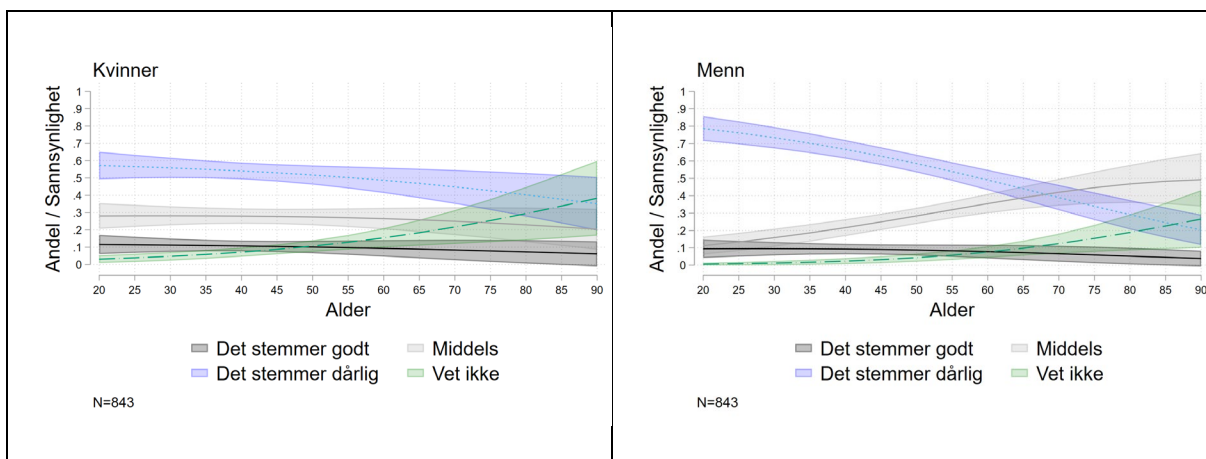 Kvinner
Andel / Sannsynlighet
1
.9
.8
.7
.6
.5
.4
.3
.2
.1
0
20 25 30 35 40 45 50 55 60 65 70 75 80 85 90
Alder
Det stemmer godt Middels
Det stemmer dårlig Vet ikke
N=843
Menn
Andel / Sannsynlighet
1
.9
.8
.7
.6
.5
.4
.3
.2
.1
0
20 25 30 35 40 45 50 55 60 65 70 75 80 85 90
Alder
Det stemmer godt Middels
Det stemmer dårlig Vet ikke
N=843